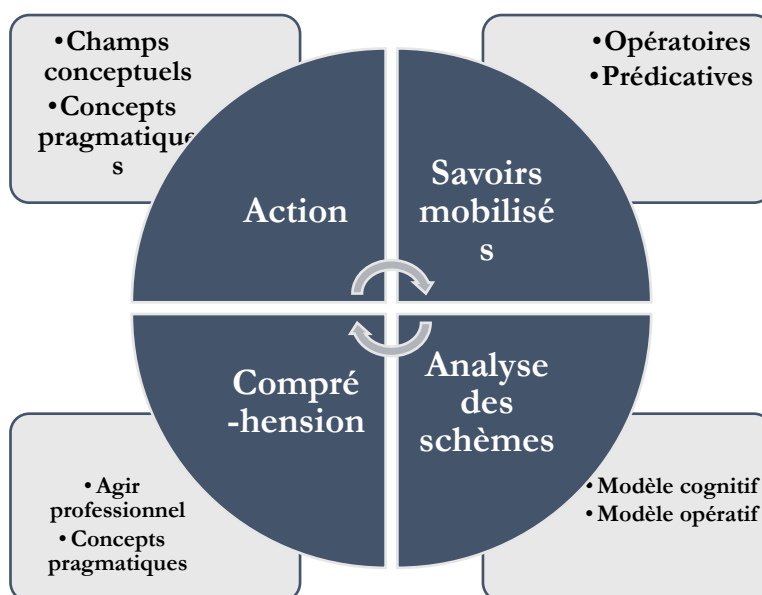 •Champs
conceptuels
•Concepts
pragmatique
s
•Opératoires
•Prédicatives
Action
Savoirs
mobilisé
s
Compré
-hension
Analyse
des
schèmes
• Agir
professionnel
• Concepts
pragmatiques
• Modèle cognitif
• Modèle opératif